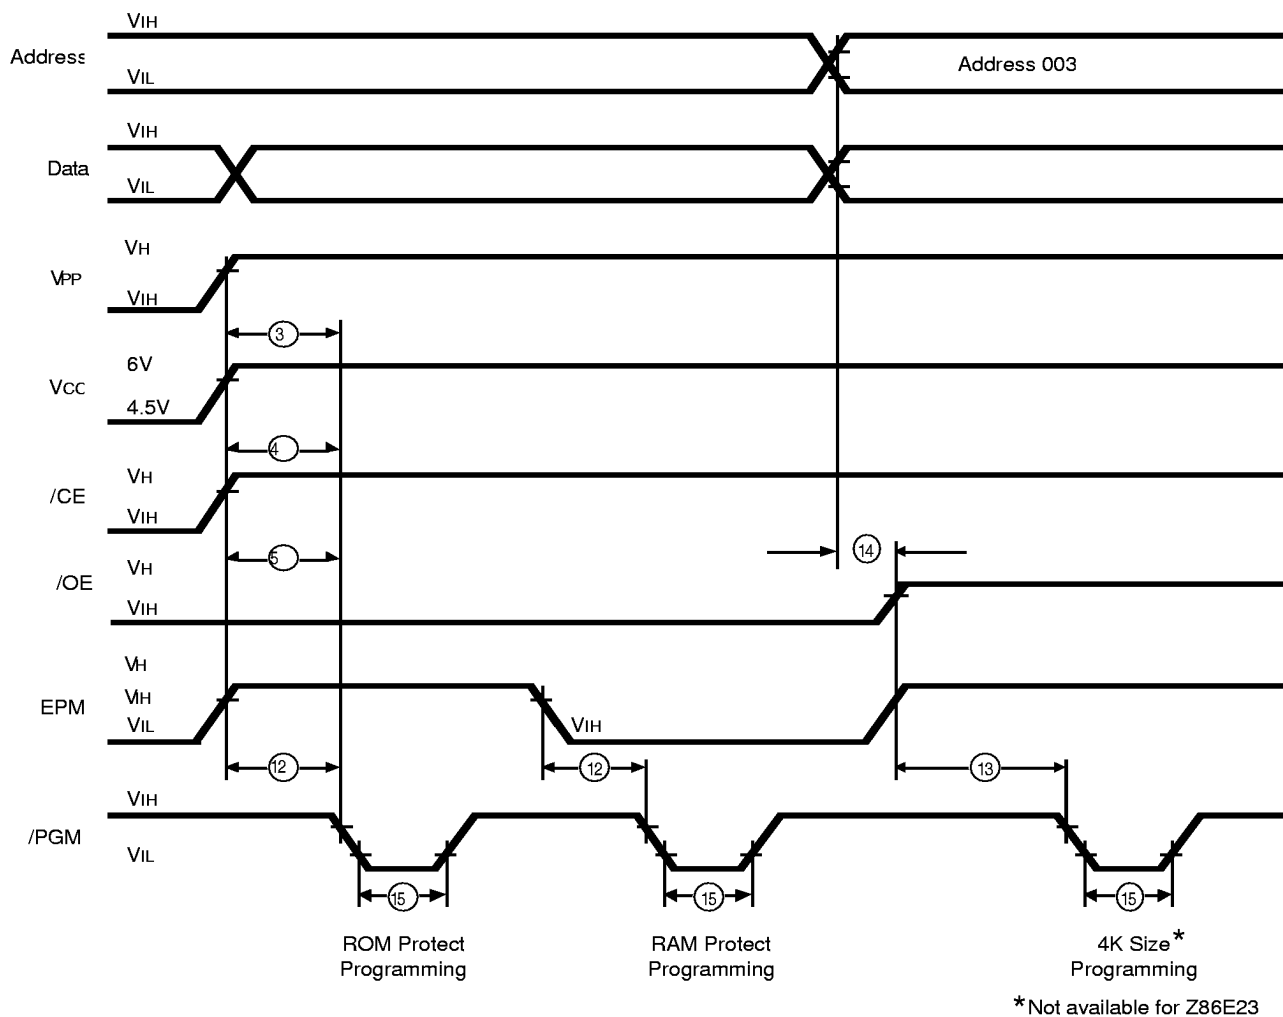 VIH
Address
Address 003
VIL
VIH
Data
VIL
VH
VPP
VIH
3
6V
VCC
4.5V
4
VH
/CE
VIH
5
14
VH
/OE
VIH
VH
VIH
EPM
VIL
VIH
12
12
13
VIH
/PGM
VIL
15
15
15
ROM Protect
Programming
RAM Protect
Programming
4K Size*
Programming
*Not available for Z86E23